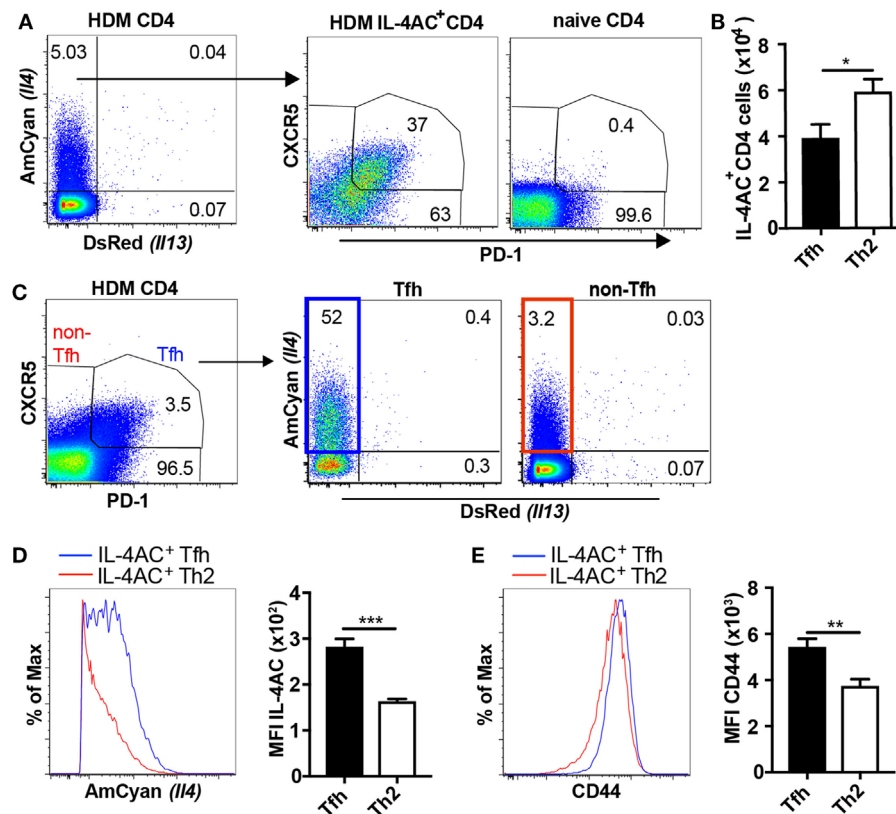 A
HDM CD4
5.03
0.04
0.07
AmCyan (Il4)
DsRed (Il13)
HDM IL-4AC+ CD4
naive CD4
CXCR5
37
63
0.4
99.6
PD-1
B
IL-4AC+ CD4 cells (x10⁴)
8
6
4
2
0
*
Tfh
Th2
C
HDM CD4
non-
Tfh
Tfh
3.5
96.5
CXCR5
PD-1
Tfh
non-Tfh
AmCyan (Il4)
52
0.4
0.3
3.2
0.03
0.07
DsRed (Il13)
D
IL-4AC+ Tfh
IL-4AC+ Th2
% of Max
AmCyan (Il4)
MFI IL-4AC (x10²)
4
3
2
1
0
***
Tfh
Th2
E
IL-4AC+ Tfh
IL-4AC+ Th2
% of Max
CD44
MFI CD44 (x10³)
8
6
4
2
0
**
Tfh
Th2